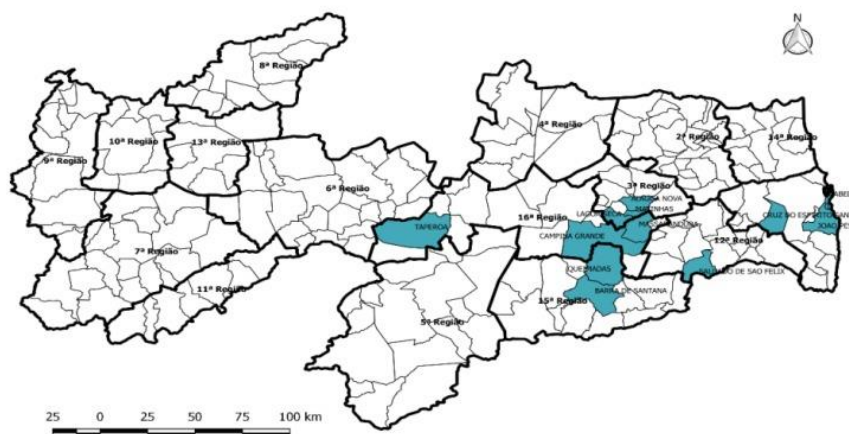 N
8ª Região
4ª Região
2ª Região
14ª Região
10ª Região
13ª Região
9ª Região
6ª Região
3ª Região
ALAGOA NOVA
MATINHAS
LAGOA SECA
16ª Região
MASSARANDUBA
CRUZ DO ESPIRITO SAN
JOAO PES
TAPEROA
CAMPINA GRANDE
12ª Região
7ª Região
QUEIMADAS
SALGADO DE SAO FELIX
11ª Região
BARRA DE SANTANA
15ª Região
5ª Região
25 0 25 50 75 100 km